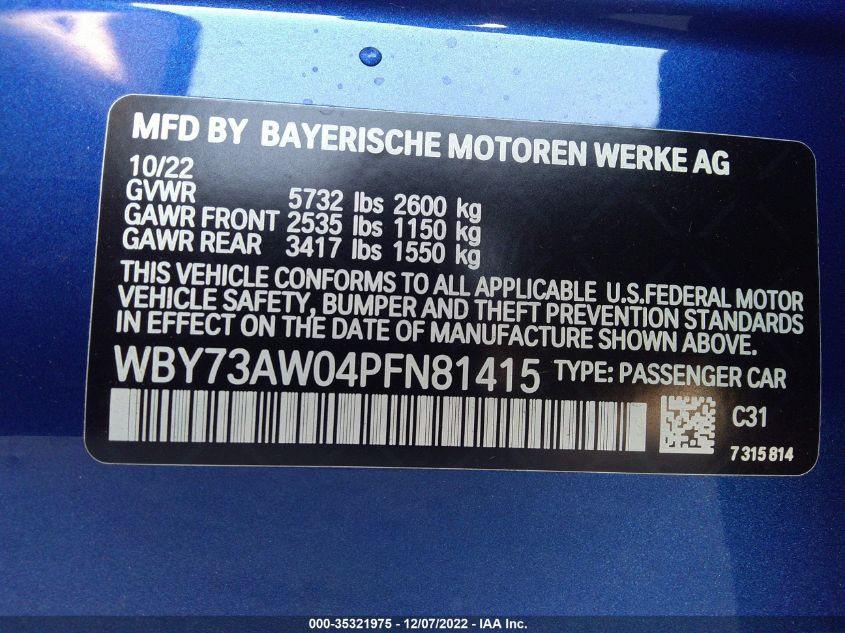 MFD BY BAYERISCHE MOTOREN WERKE AG
10/22
GVWR 5732 lbs 2600 kg
GAWR FRONT 2535 lbs 1150 kg
GAWR REAR 3417 lbs 1550 kg
THIS VEHICLE CONFORMS TO ALL APPLICABLE U.S.FEDERAL MOTOR
VEHICLE SAFETY, BUMPER AND THEFT PREVENTION STANDARDS
IN EFFECT ON THE DATE OF MANUFACTURE SHOWN ABOVE.
WBY73AW04PFN81415 TYPE: PASSENGER CAR
C31
7315814
000-35321975 - 12/07/2022 - IAA Inc.